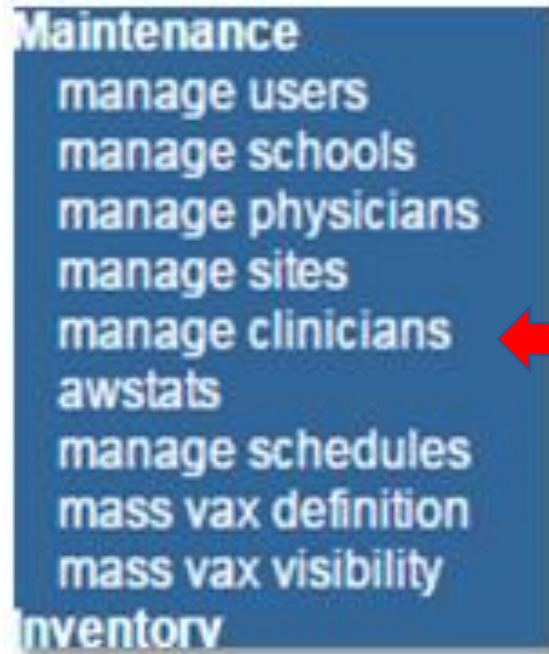 Maintenance
manage users
manage schools
manage physicians
manage sites
manage clinicians
awstats
manage schedules
mass vax definition
mass vax visibility
Inventory